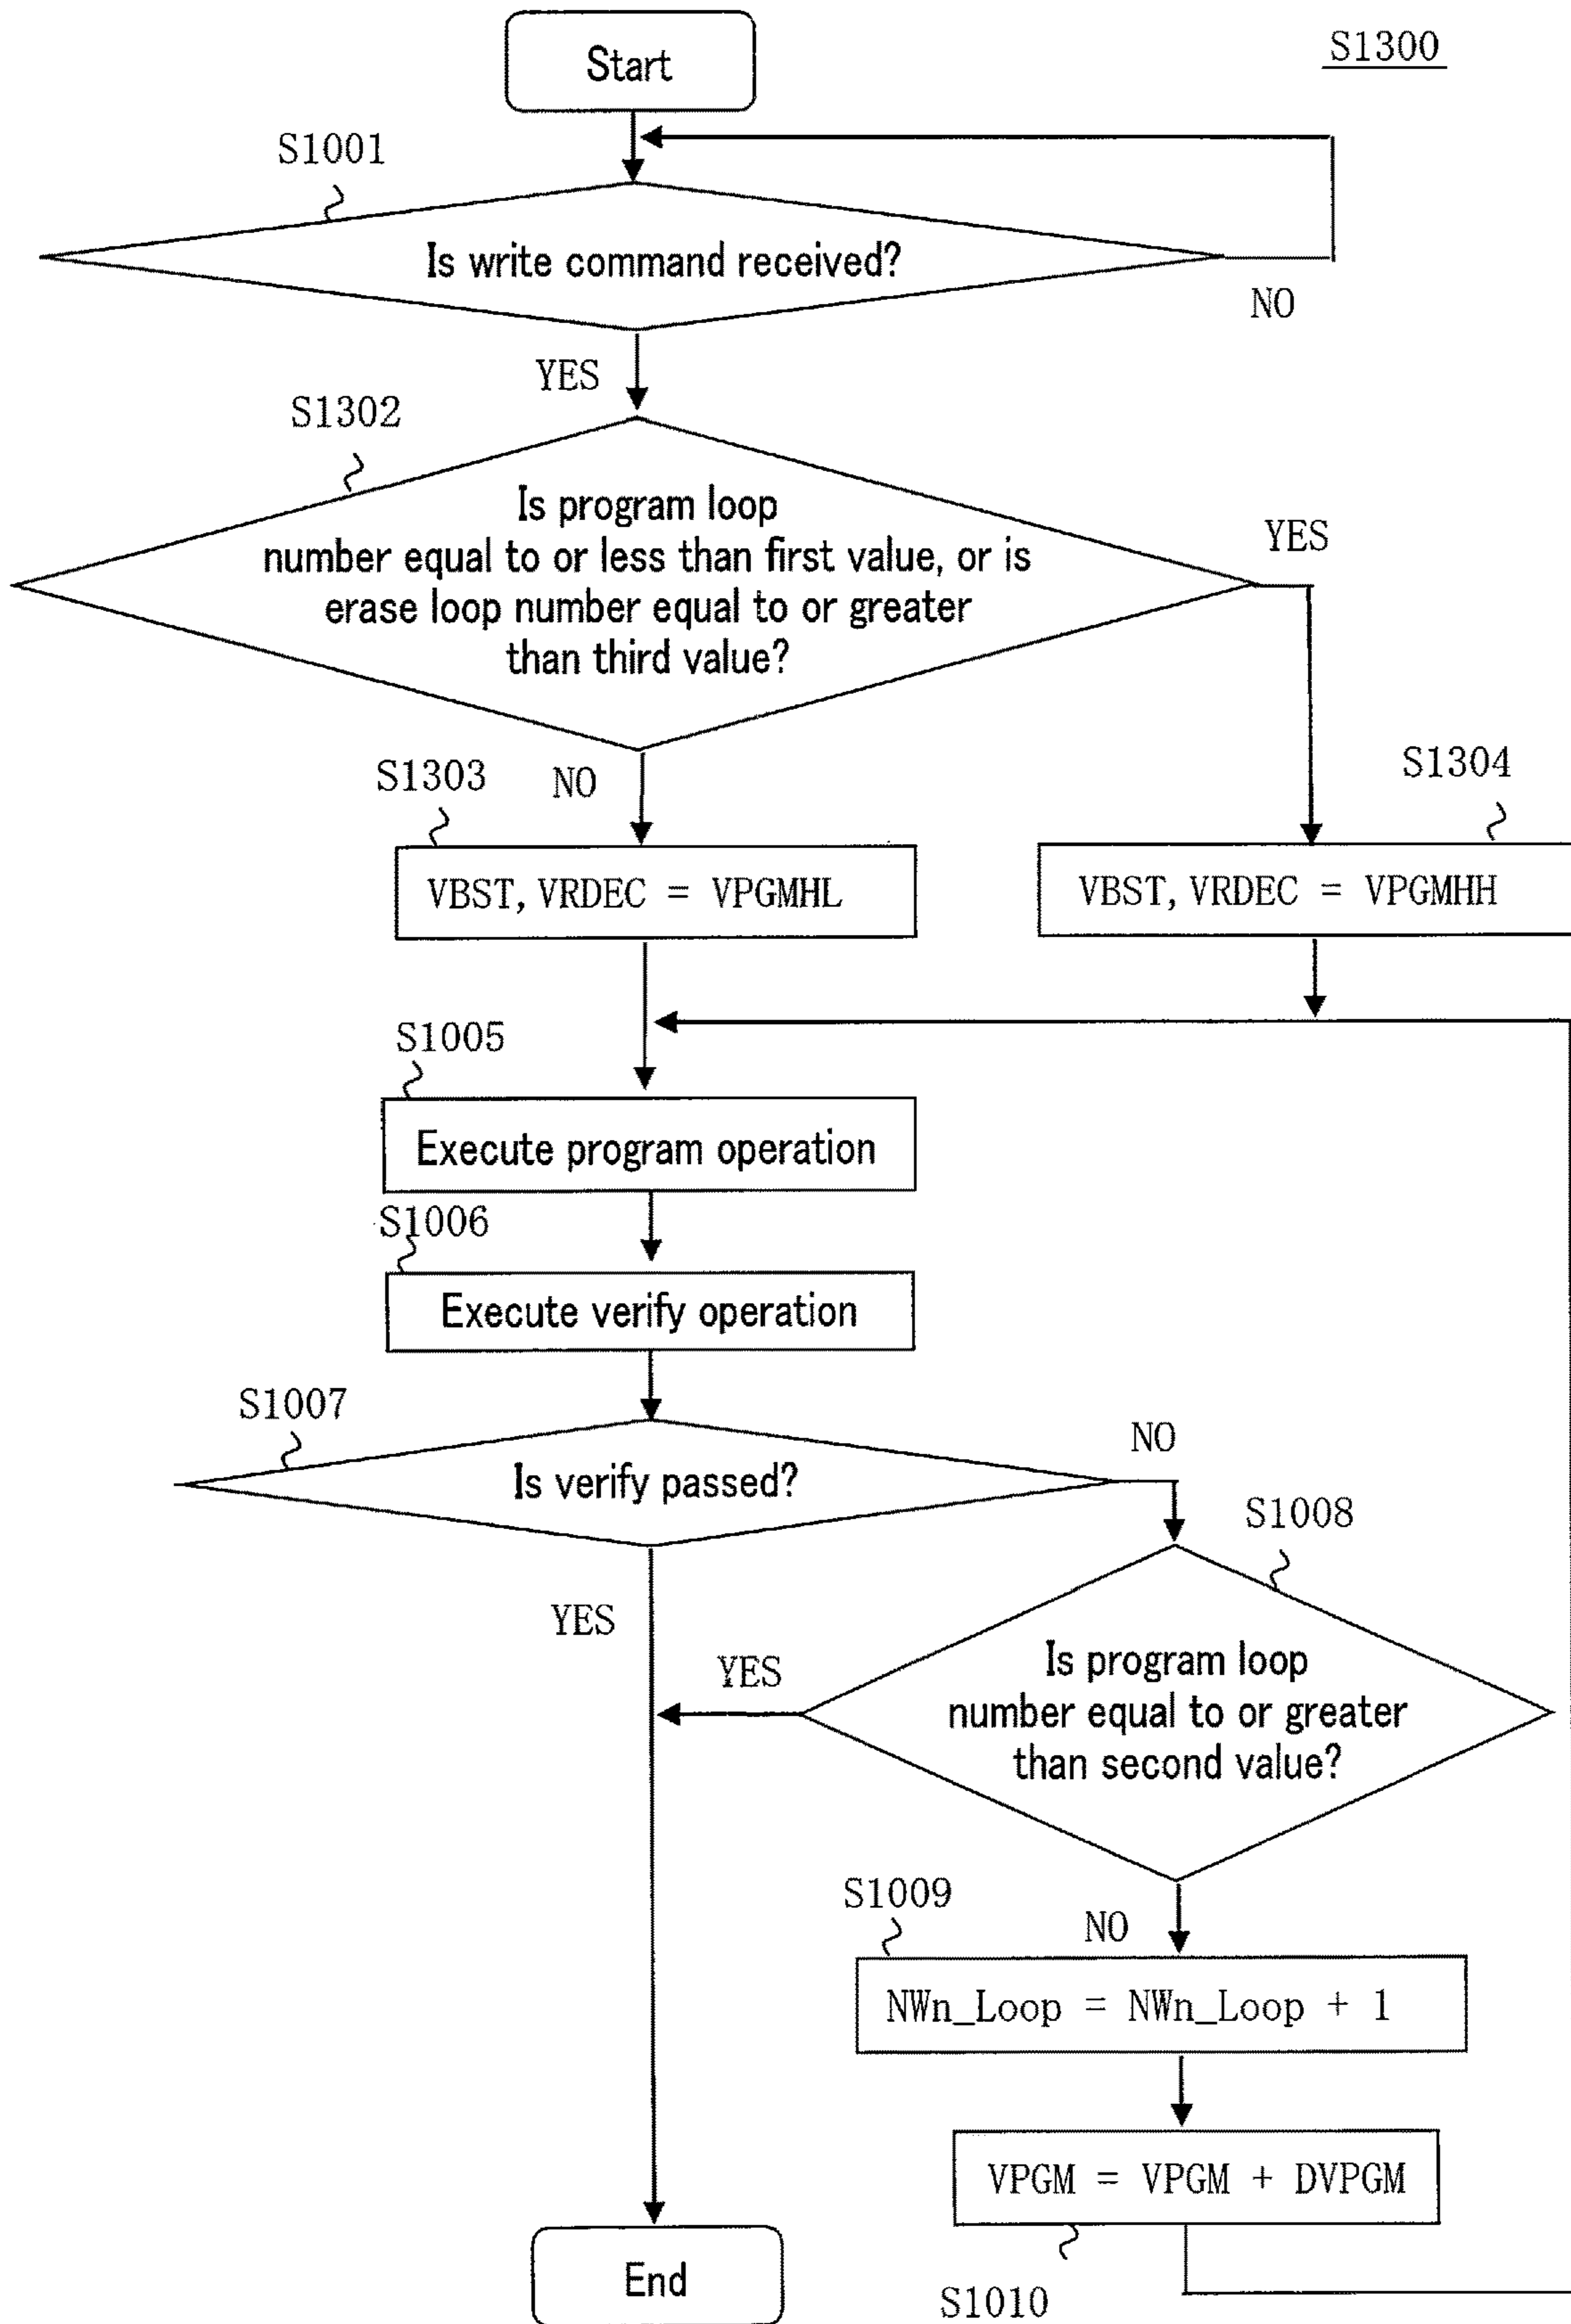 S1300
Start
S1001
Is write command received?
NO
YES
S1302
Is program loop
number equal to or less than first value, or is
erase loop number equal to or greater
than third value?
YES
NO
S1303
VBST, VRDEC = VPGMHL
S1304
VBST, VRDEC = VPGMHH
S1005
Execute program operation
S1006
Execute verify operation
S1007
Is verify passed?
NO
YES
S1008
Is program loop
number equal to or greater
than second value?
YES
NO
S1009
NWn_Loop = NWn_Loop + 1
VPGM = VPGM + DVPGM
S1010
End